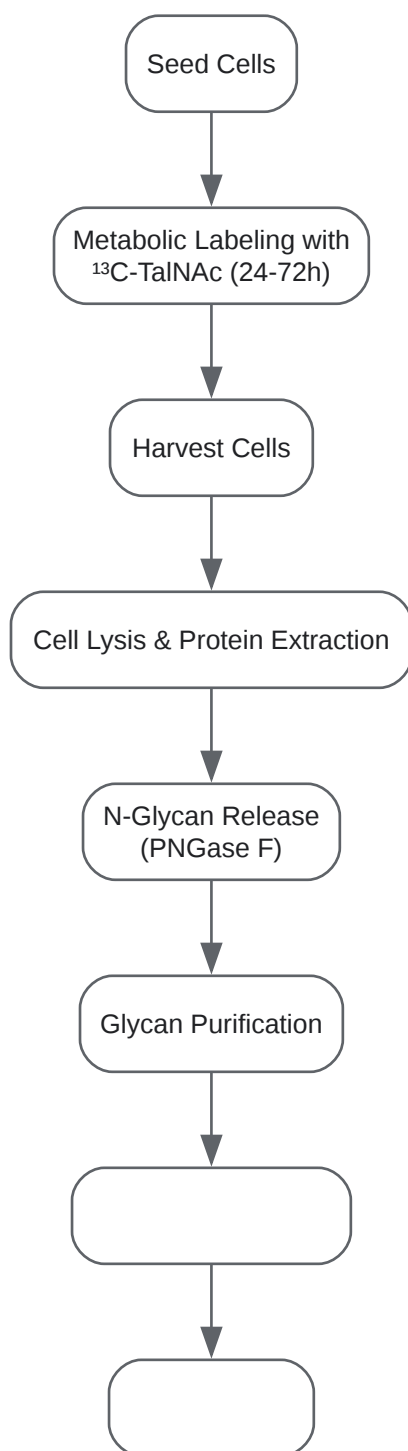 Seed Cells
Metabolic Labeling with
¹³C-TalNAc (24-72h)
Harvest Cells
Cell Lysis & Protein Extraction
N-Glycan Release
(PNGase F)
Glycan Purification